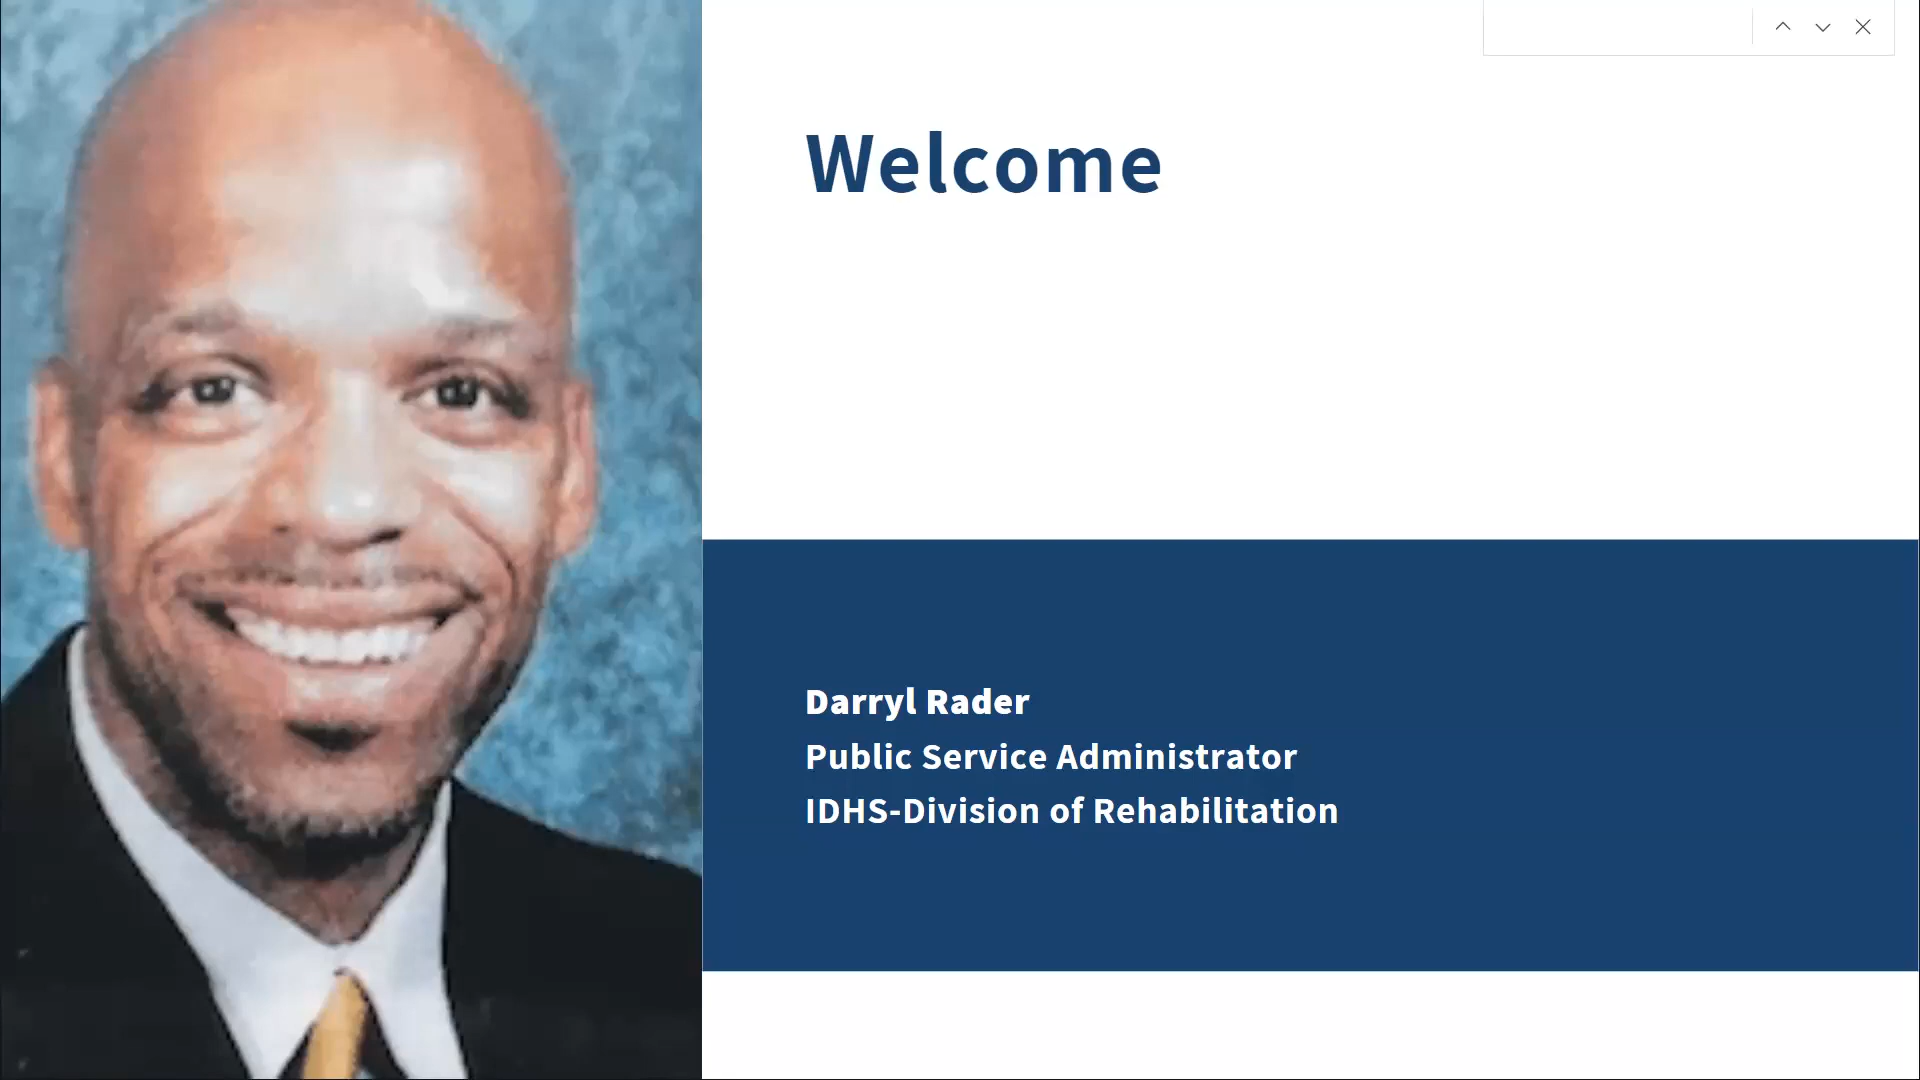 Welcome
Darryl Rader
Public Service Administrator
IDHS-Division of Rehabilitation